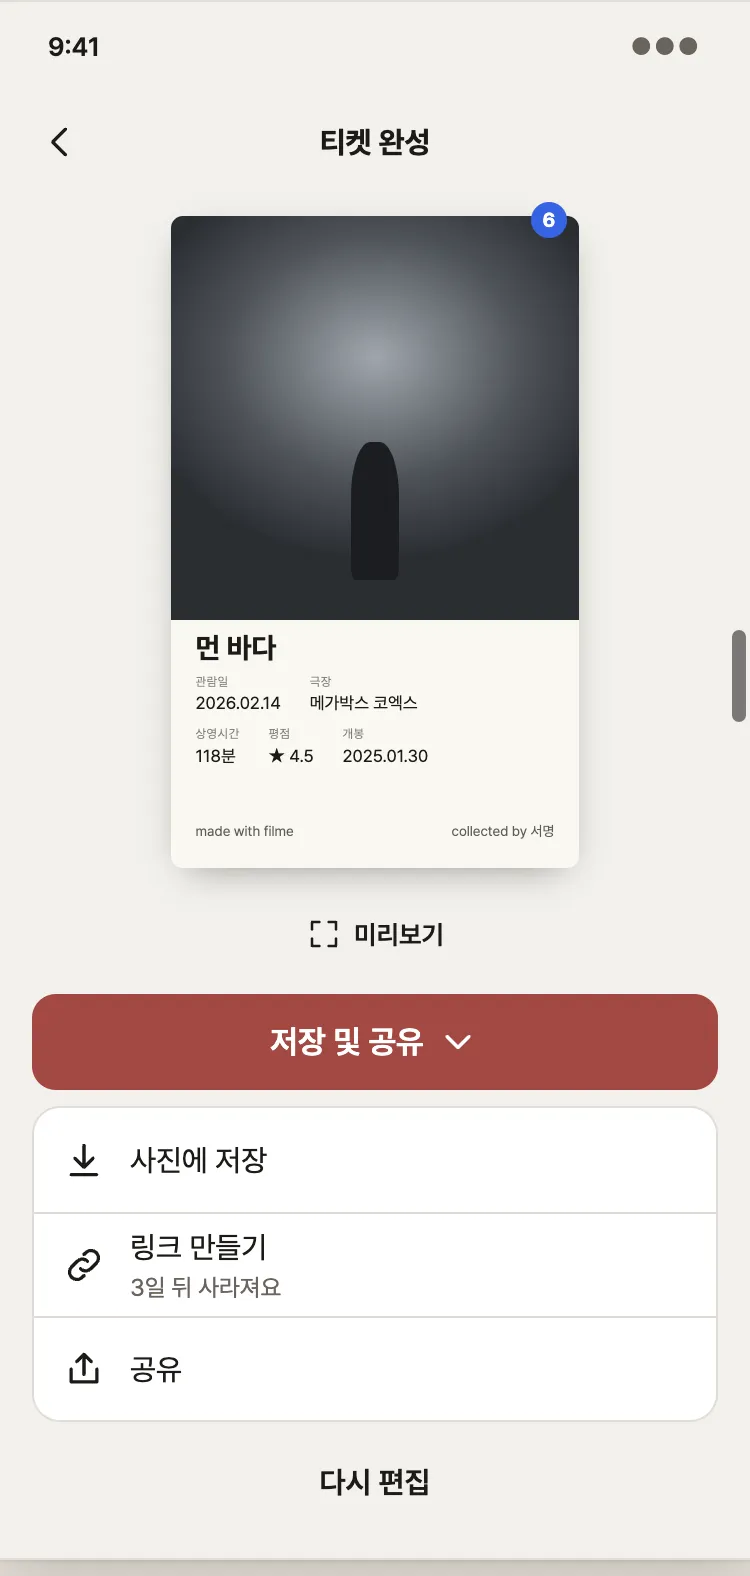 9:41
티켓 완성
6
먼 바다
관람일 극장
2026.02.14 메가박스 코엑스
상영시간 평점 개봉
118분 ★ 4.5 2025.01.30
made with filme collected by 서명
미리보기
저장 및 공유
사진에 저장
링크 만들기
3일 뒤 사라져요
공유
다시 편집